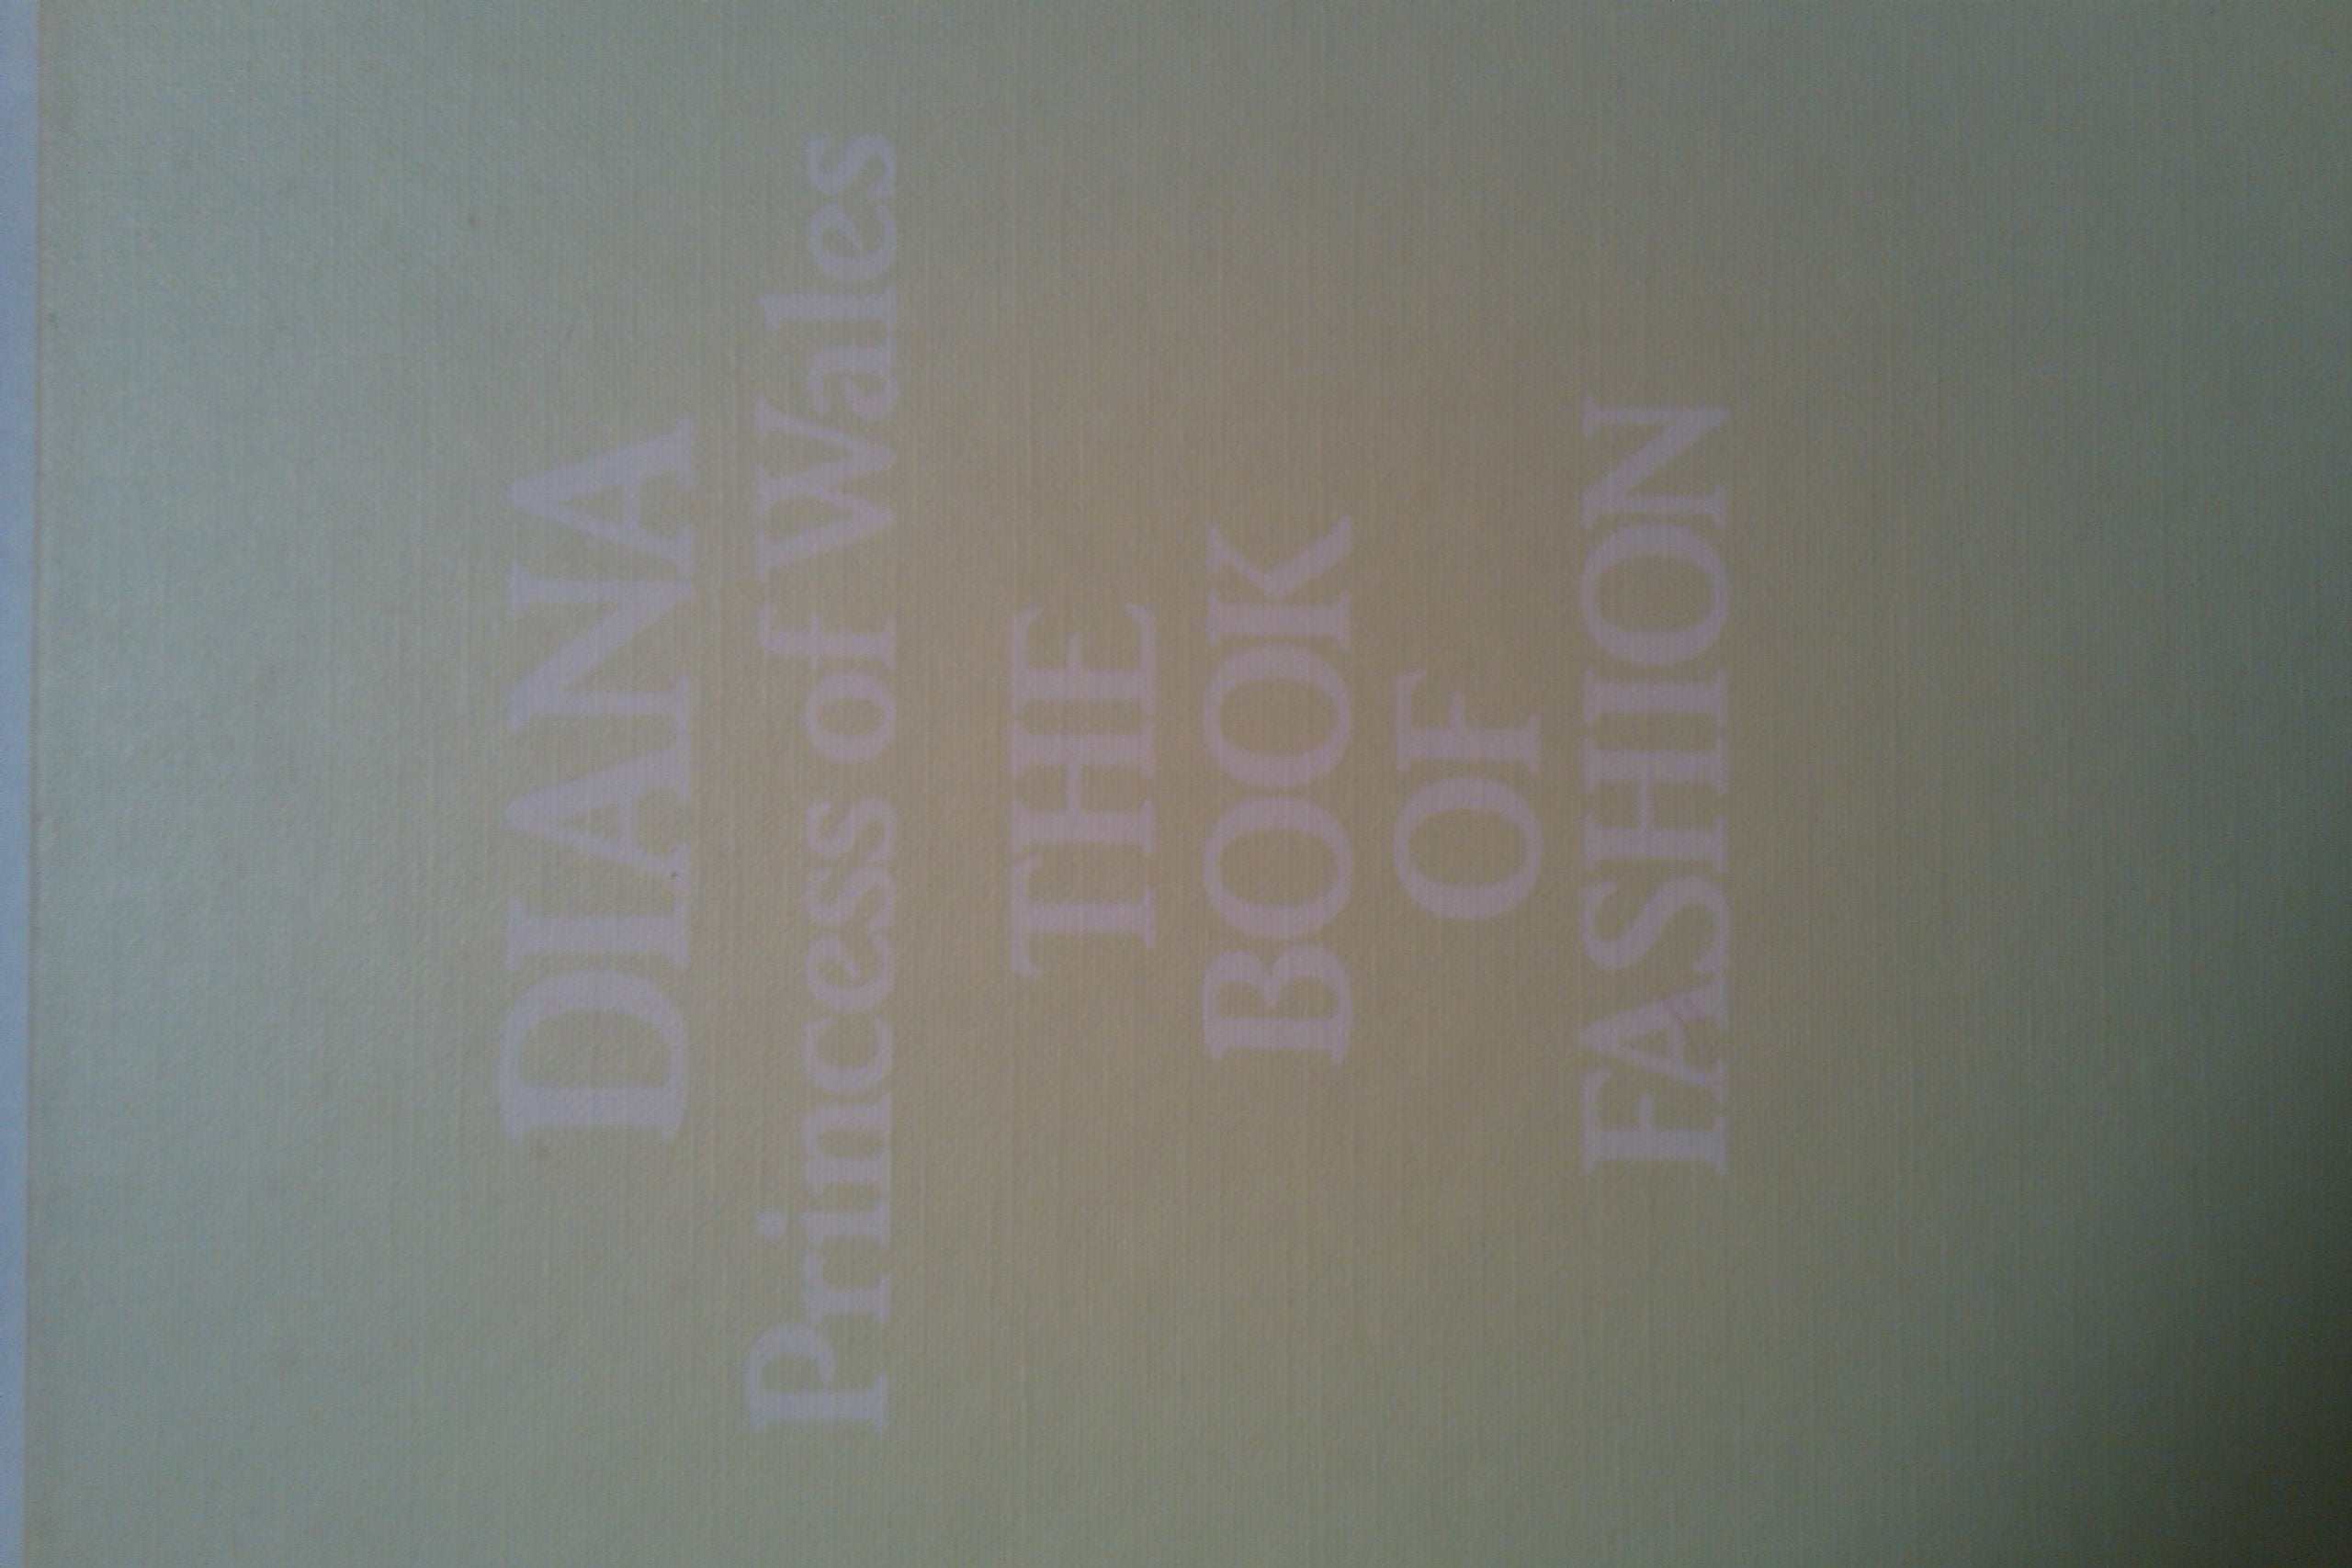 DIANA
Princess of Wales
THE
BOOK
OF
FASHION